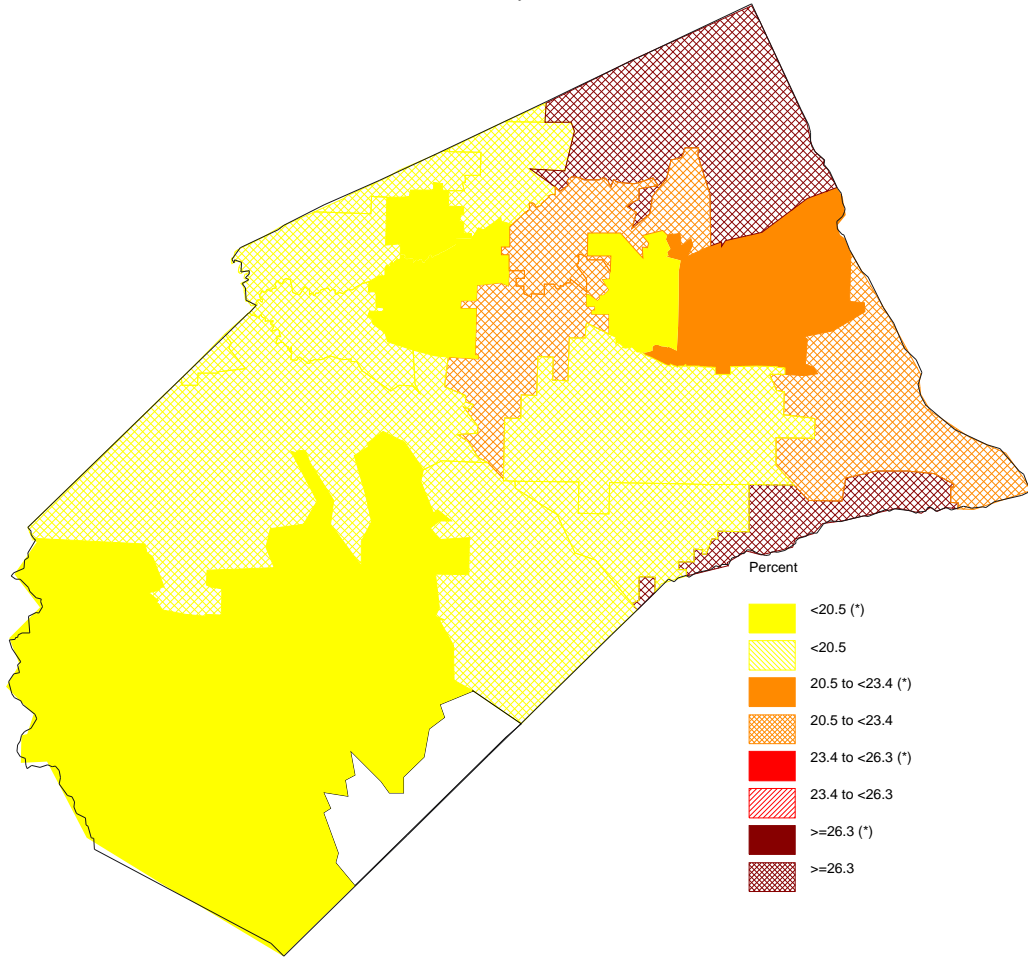 Percent
<20.5 (*)
<20.5
20.5 to <23.4 (*)
20.5 to <23.4
23.4 to <26.3 (*)
23.4 to <26.3
>=26.3 (*)
>=26.3